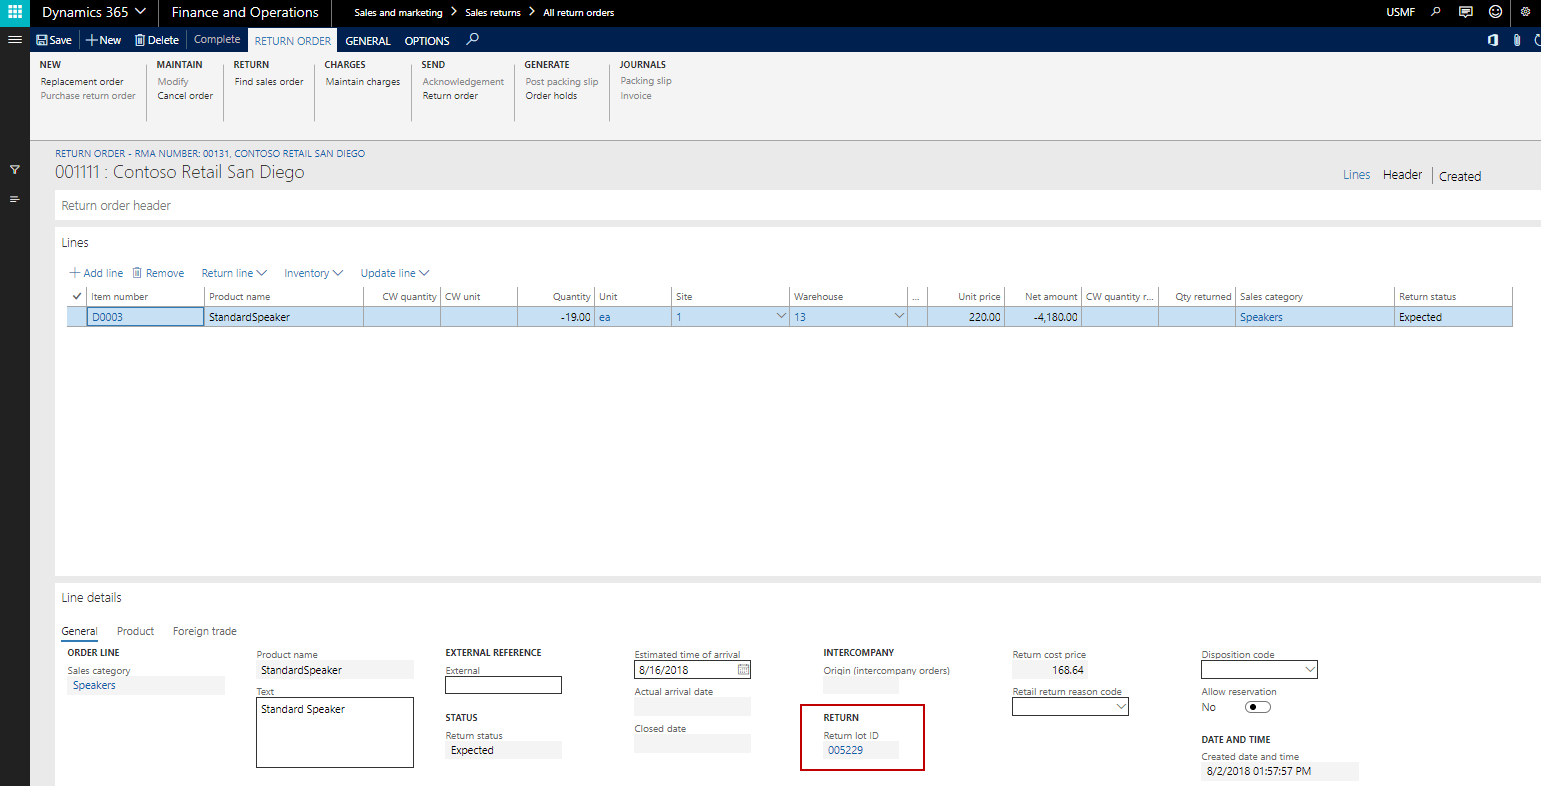 Dynamics 365 Finance and Operations Sales and marketing > Sales returns > All return orders USMF
Save New Delete Complete RETURN ORDER GENERAL OPTIONS
NEW
Replacement order
Purchase return order
MAINTAIN
Modify
Cancel order
RETURN
Find sales order
CHARGES
Maintain charges
SEND
Acknowledgement
Return order
GENERATE
Post packing slip
Order holds
JOURNALS
Packing slip
Invoice
RETURN ORDER - RMA NUMBER: 00131, CONTOSO RETAIL SAN DIEGO
001111 : Contoso Retail San Diego
Lines Header Created
Return order header
Lines
Add line Remove Return line Inventory Update line
Item number Product name CW quantity CW unit Quantity Unit Site Warehouse ... Unit price Net amount CW quantity r... Qty returned Sales category Return status
D0003 StandardSpeaker -19.00 ea 1 13 220.00 -4,180.00 Speakers Expected
Line details
General Product Foreign trade
ORDER LINE
Sales category
Speakers
Product name
StandardSpeaker
Text
Standard Speaker
EXTERNAL REFERENCE
External
STATUS
Return status
Expected
Estimated time of arrival
8/16/2018
Actual arrival date
Closed date
INTERCOMPANY
Origin (intercompany orders)
RETURN
Return lot ID
005229
Return cost price
168.64
Retail return reason code
Disposition code
Allow reservation
No
DATE AND TIME
Created date and time
8/2/2018 01:57:57 PM